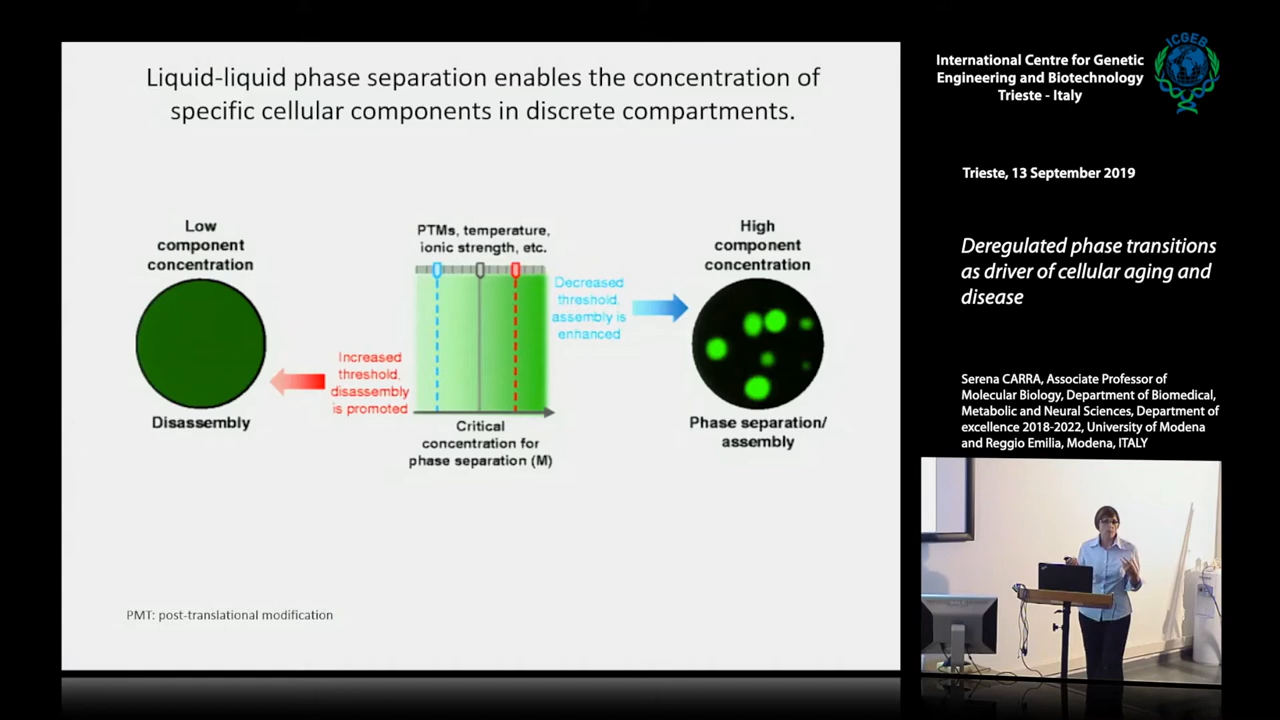 Liquid-liquid phase separation enables the concentration of
specific cellular components in discrete compartments.
Low
component
concentration
Disassembly
Increased
threshold,
disassembly
is promoted
PTMs, temperature,
ionic strength, etc.
Critical
concentration for
phase separation (M)
Decreased
threshold,
assembly is
enhanced
High
component
concentration
Phase separation/
assembly
PMT: post-translational modification
International Centre for Genetic
Engineering and Biotechnology
Trieste - Italy
ICGEB
Trieste, 13 September 2019
Deregulated phase transitions
as driver of cellular aging and
disease
Serena CARRA, Associate Professor of
Molecular Biology, Department of Biomedical,
Metabolic and Neural Sciences, Department of
excellence 2018-2022, University of Modena
and Reggio Emilia, Modena, ITALY